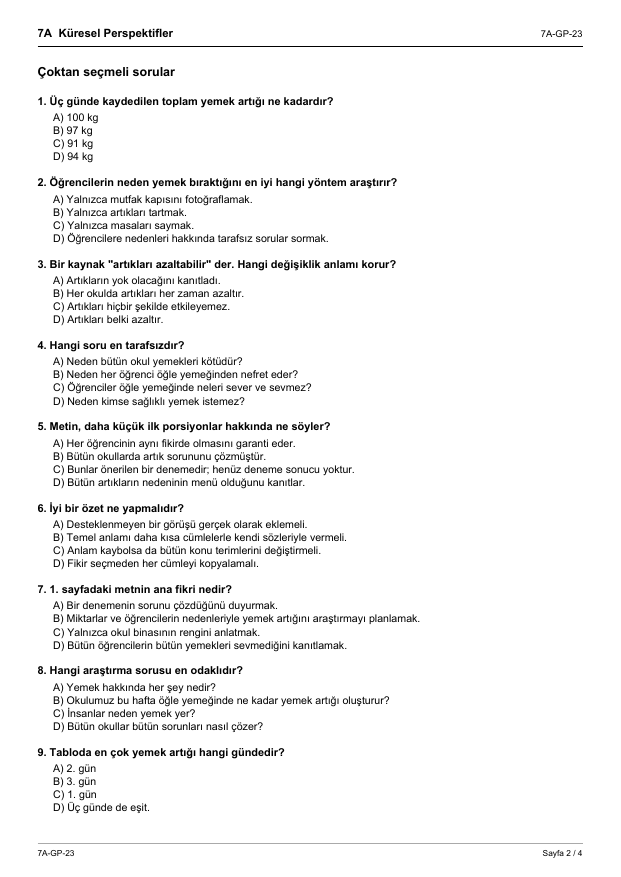 7A Küresel Perspektifler
7A-GP-23
Çoktan seçmeli sorular
1. Üç günde kaydedilen toplam yemek artığı ne kadardır?
A) 100 kg
B) 97 kg
C) 91 kg
D) 94 kg
2. Öğrencilerin neden yemek bıraktığını en iyi hangi yöntem araştırır?
A) Yalnızca mutfak kapısını fotoğraflamak.
B) Yalnızca artıkları tartmak.
C) Yalnızca masaları saymak.
D) Öğrencilere nedenleri hakkında tarafsız sorular sormak.
3. Bir kaynak "artıkları azaltabilir" der. Hangi değişiklik anlamı korur?
A) Artıkların yok olacağını kanıtladı.
B) Her okulda artıkları her zaman azaltır.
C) Artıkları hiçbir şekilde etkileyemez.
D) Artıkları belki azaltır.
4. Hangi soru en tarafsızdır?
A) Neden bütün okul yemekleri kötüdür?
B) Neden her öğrenci öğle yemeğinden nefret eder?
C) Öğrenciler öğle yemeğinde neleri sever ve sevmez?
D) Neden kimse sağlıklı yemek istemez?
5. Metin, daha küçük ilk porsiyonlar hakkında ne söyler?
A) Her öğrencinin aynı fikirde olmasını garanti eder.
B) Bütün okullarda artık sorununu çözmüştür.
C) Bunlar önerilen bir denemedir; henüz deneme sonucu yoktur.
D) Bütün artıkların nedeninin menü olduğunu kanıtlar.
6. İyi bir özet ne yapmalıdır?
A) Desteklenmeyen bir görüşü gerçek olarak eklemeli.
B) Temel anlamı daha kısa cümlelerle kendi sözleriyle vermeli.
C) Anlam kaybolsa da bütün konu terimlerini değiştirmeli.
D) Fikir seçmeden her cümleyi kopyalamalı.
7. 1. sayfadaki metnin ana fikri nedir?
A) Bir denemenin sorunu çözdüğünü duyurmak.
B) Miktarlar ve öğrencilerin nedenleriyle yemek artığını araştırmayı planlamak.
C) Yalnızca okul binasının rengini anlatmak.
D) Bütün öğrencilerin bütün yemekleri sevmediğini kanıtlamak.
8. Hangi araştırma sorusu en odaklıdır?
A) Yemek hakkında her şey nedir?
B) Okulumuz bu hafta öğle yemeğinde ne kadar yemek artığı oluşturur?
C) İnsanlar neden yemek yer?
D) Bütün okullar bütün sorunları nasıl çözer?
9. Tabloda en çok yemek artığı hangi gündedir?
A) 2. gün
B) 3. gün
C) 1. gün
D) Üç günde de eşit.
7A-GP-23
Sayfa 2 / 4